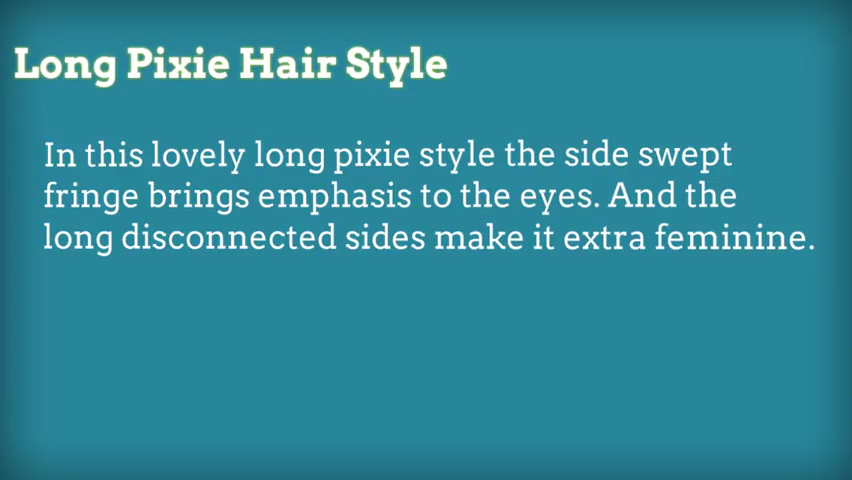 Long Pixie Hair Style
In this lovely long pixie style the side swept
fringe brings emphasis to the eyes. And the
long disconnected sides make it extra feminine.